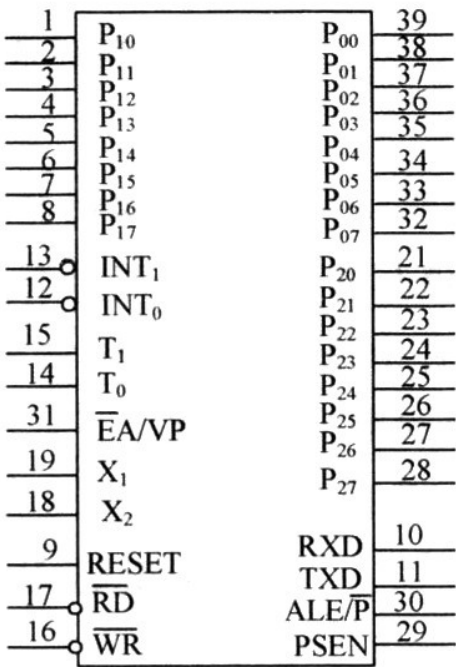 1 P₁₀ P₀₀ 39
2 P₁₁ P₀₁ 38
3 P₁₂ P₀₂ 37
4 P₁₃ P₀₃ 36
5 P₁₄ P₀₄ 35
6 P₁₅ P₀₅ 34
7 P₁₆ P₀₆ 33
8 P₁₇ P₀₇ 32
13 INT₁ P₂₀ 21
12 INT₀ P₂₁ 22
15 T₁ P₂₂ 23
14 T₀ P₂₃ 24
31 E̅A/VP P₂₄ 25
19 X₁ P₂₅ 26
18 X₂ P₂₆ 27
P₂₇ 28
9 RESET RXD 10
17 R̅D̅ TXD 11
16 W̅R̅ ALE/P̅ 30
PSEN 29